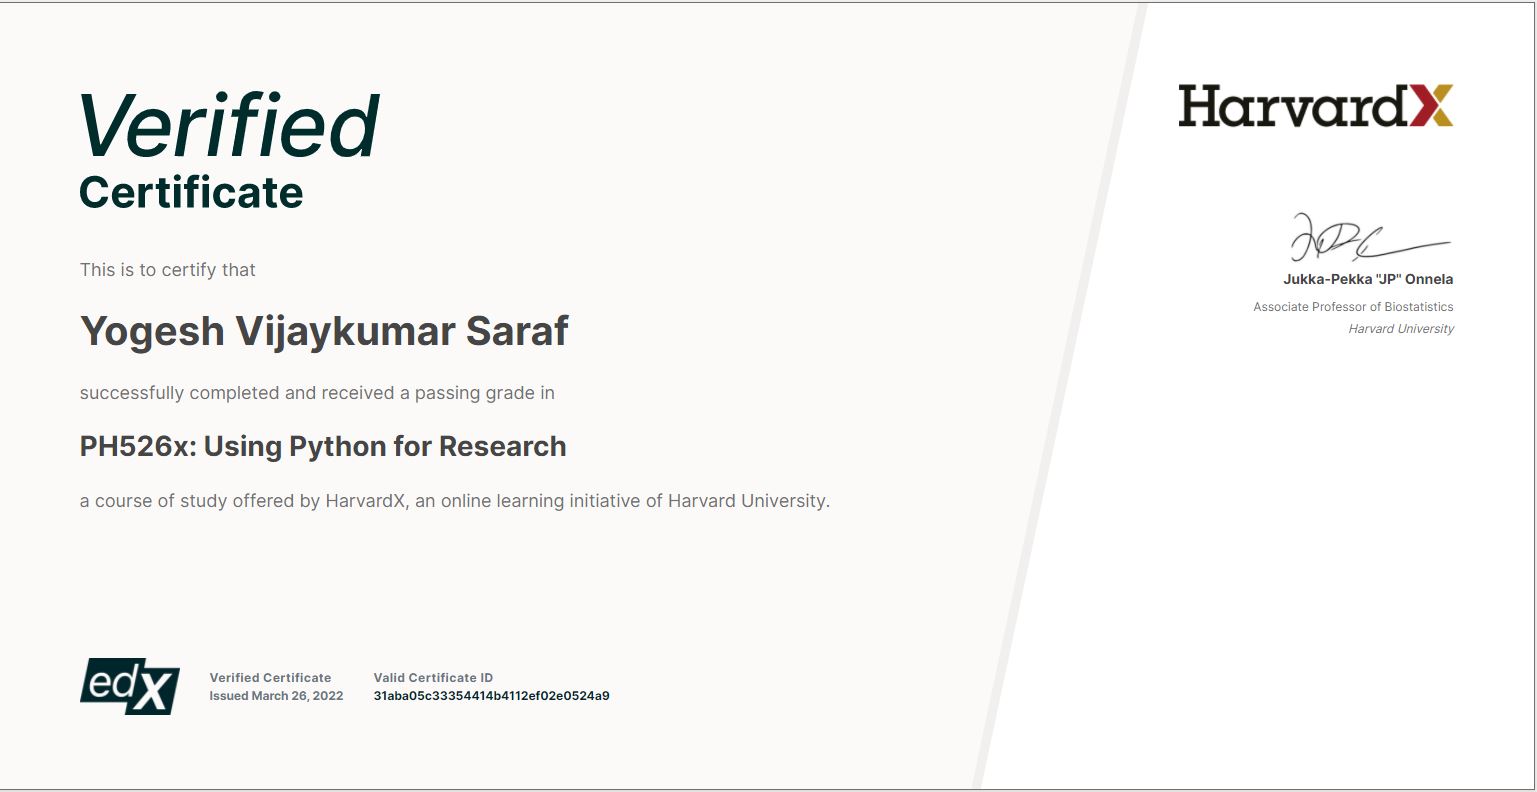 Verified
Certificate
This is to certify that
Yogesh Vijaykumar Saraf
successfully completed and received a passing grade in
PH526x: Using Python for Research
a course of study offered by HarvardX, an online learning initiative of Harvard University.
edX
Verified Certificate
Issued March 26, 2022
Valid Certificate ID
31aba05c33354414b4112ef02e0524a9
HarvardX
Jukka-Pekka "JP" Onnela
Associate Professor of Biostatistics
Harvard University